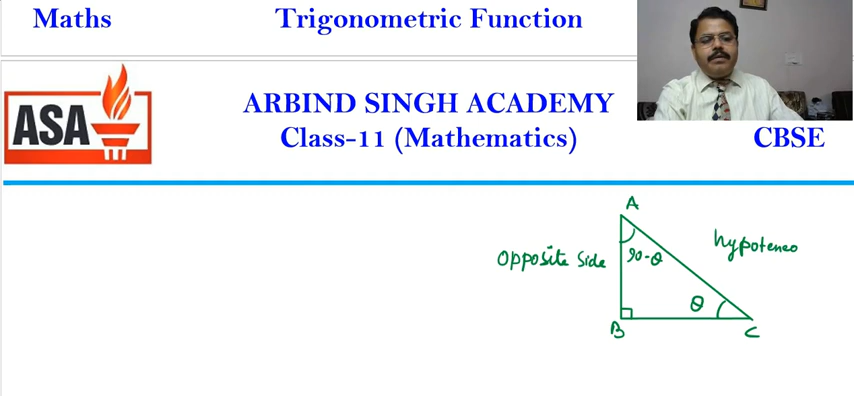 Maths Trigonometric Function
ASA
ARBIND SINGH ACADEMY
Class-11 (Mathematics) CBSE
A
hypoteneo
Opposite Side 90-θ
θ
B C